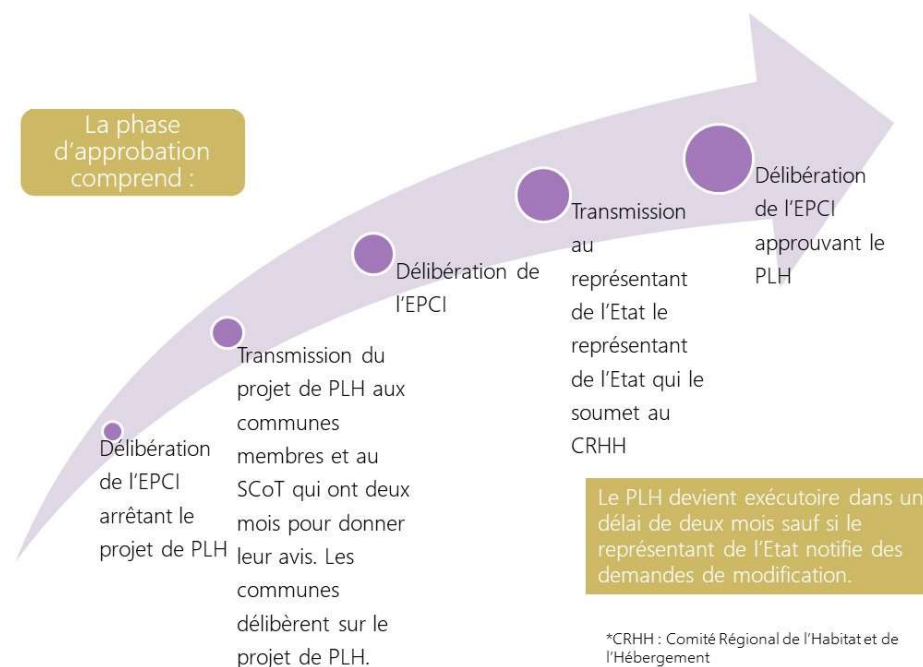 La phase
d'approbation
comprend :
Délibération
de l'EPCI
arrêtant le
projet de PLH
Transmission du
projet de PLH aux
communes
membres et au
SCoT qui ont deux
mois pour donner
leur avis. Les
communes
délibèrent sur le
projet de PLH.
Délibération de
l'EPCI
Transmission
au
représentant
de l'Etat le
représentant
de l'Etat qui le
soumet au
CRHH
Délibération
de l'EPCI
approuvant le
PLH
Le PLH devient exécutoire dans un
délai de deux mois sauf si le
représentant de l'Etat notifie des
demandes de modification.
*CRHH : Comité Régional de l'Habitat et de
l'Hébergement